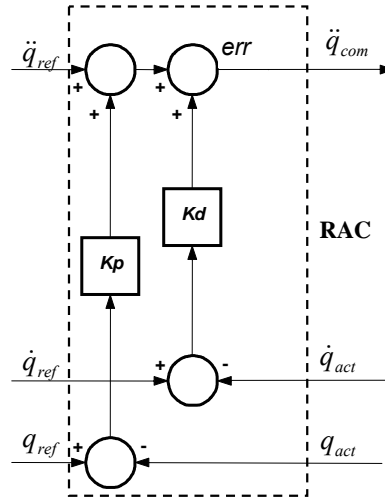 q̈ref err q̈com
+ + + +
Kd
Kp RAC
q̇ref + - q̇act
qref + - qact